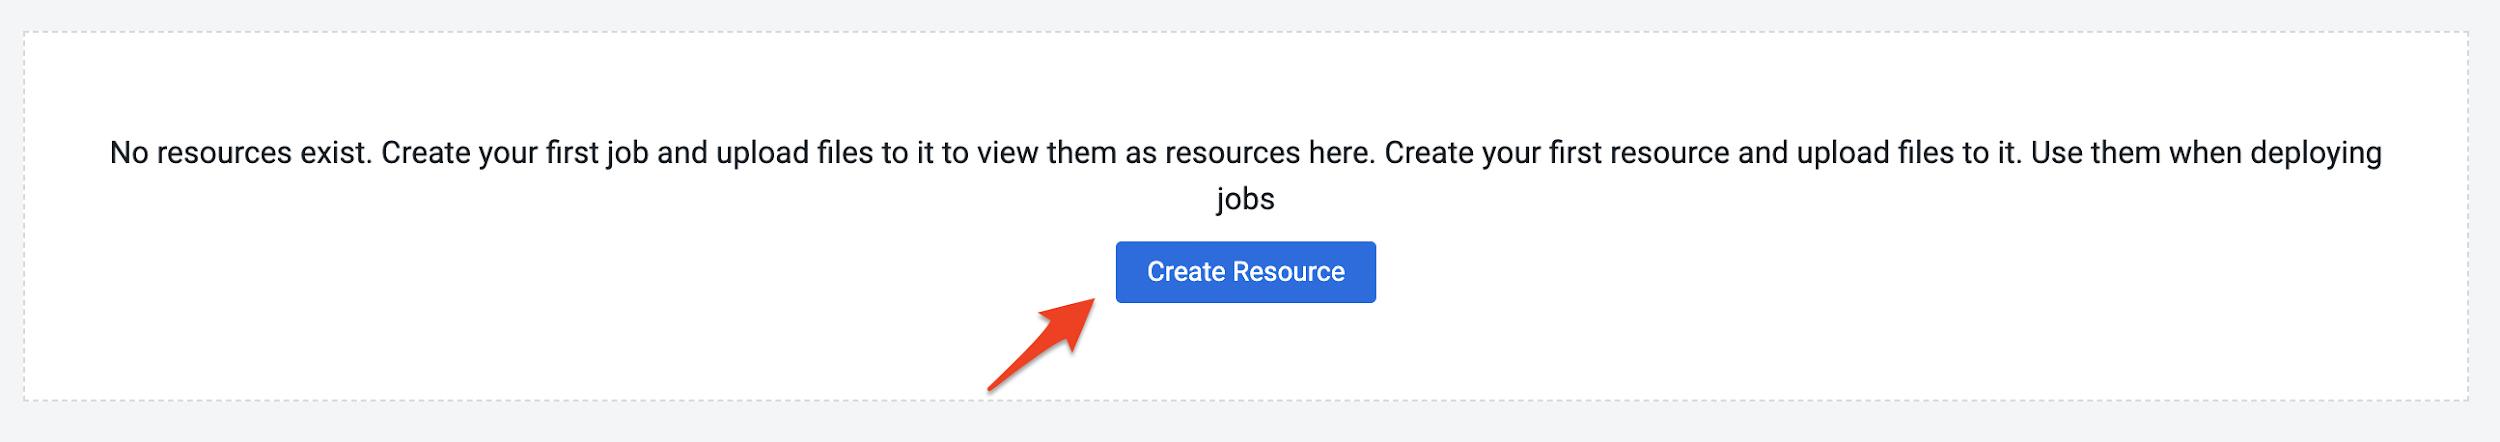 No resources exist. Create your first job and upload files to it to view them as resources here. Create your first resource and upload files to it. Use them when deploying
jobs
Create Resource